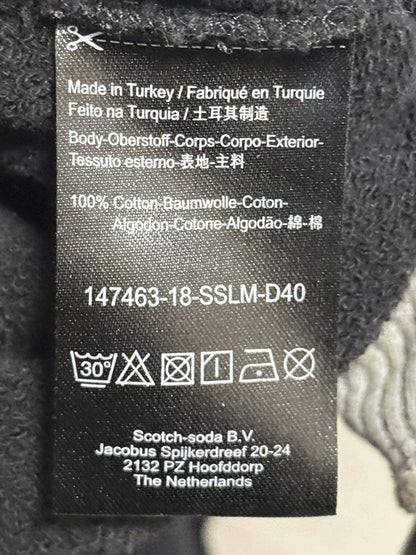 Made in Turkey / Fabriqué en Turquie
Feito na Turquia / 土耳其制造
Body-Oberstoff-Corps-Corpo-Exterior-
Tessuto esterno-表地-主料
100% Cotton-Baumwolle-Coton-
Algodon-Cotone-Algodão-綿-棉
147463-18-SSLM-D40
30°
Scotch-soda B.V.
Jacobus Spijkerdreef 20-24
2132 PZ Hoofddorp
The Netherlands